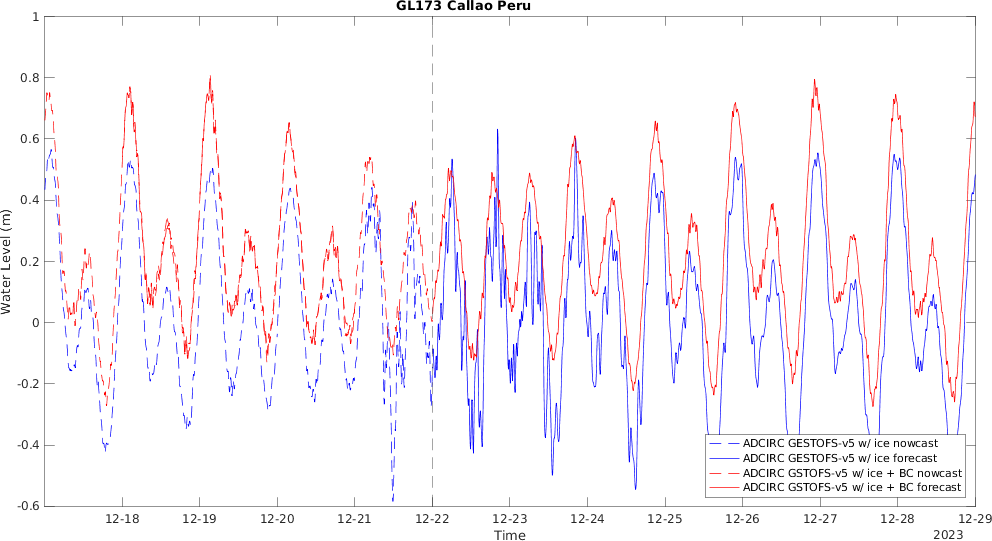 GL173 Callao Peru
1
0.8
0.6
0.4
0.2
0
-0.2
-0.4
-0.6
Water Level (m)
ADCIRC GESTOFS-v5 w/ ice nowcast
ADCIRC GESTOFS-v5 w/ ice forecast
ADCIRC GSTOFS-v5 w/ ice + BC nowcast
ADCIRC GSTOFS-v5 w/ ice + BC forecast
12-18 12-19 12-20 12-21 12-22 12-23 12-24 12-25 12-26 12-27 12-28 12-29
Time
2023